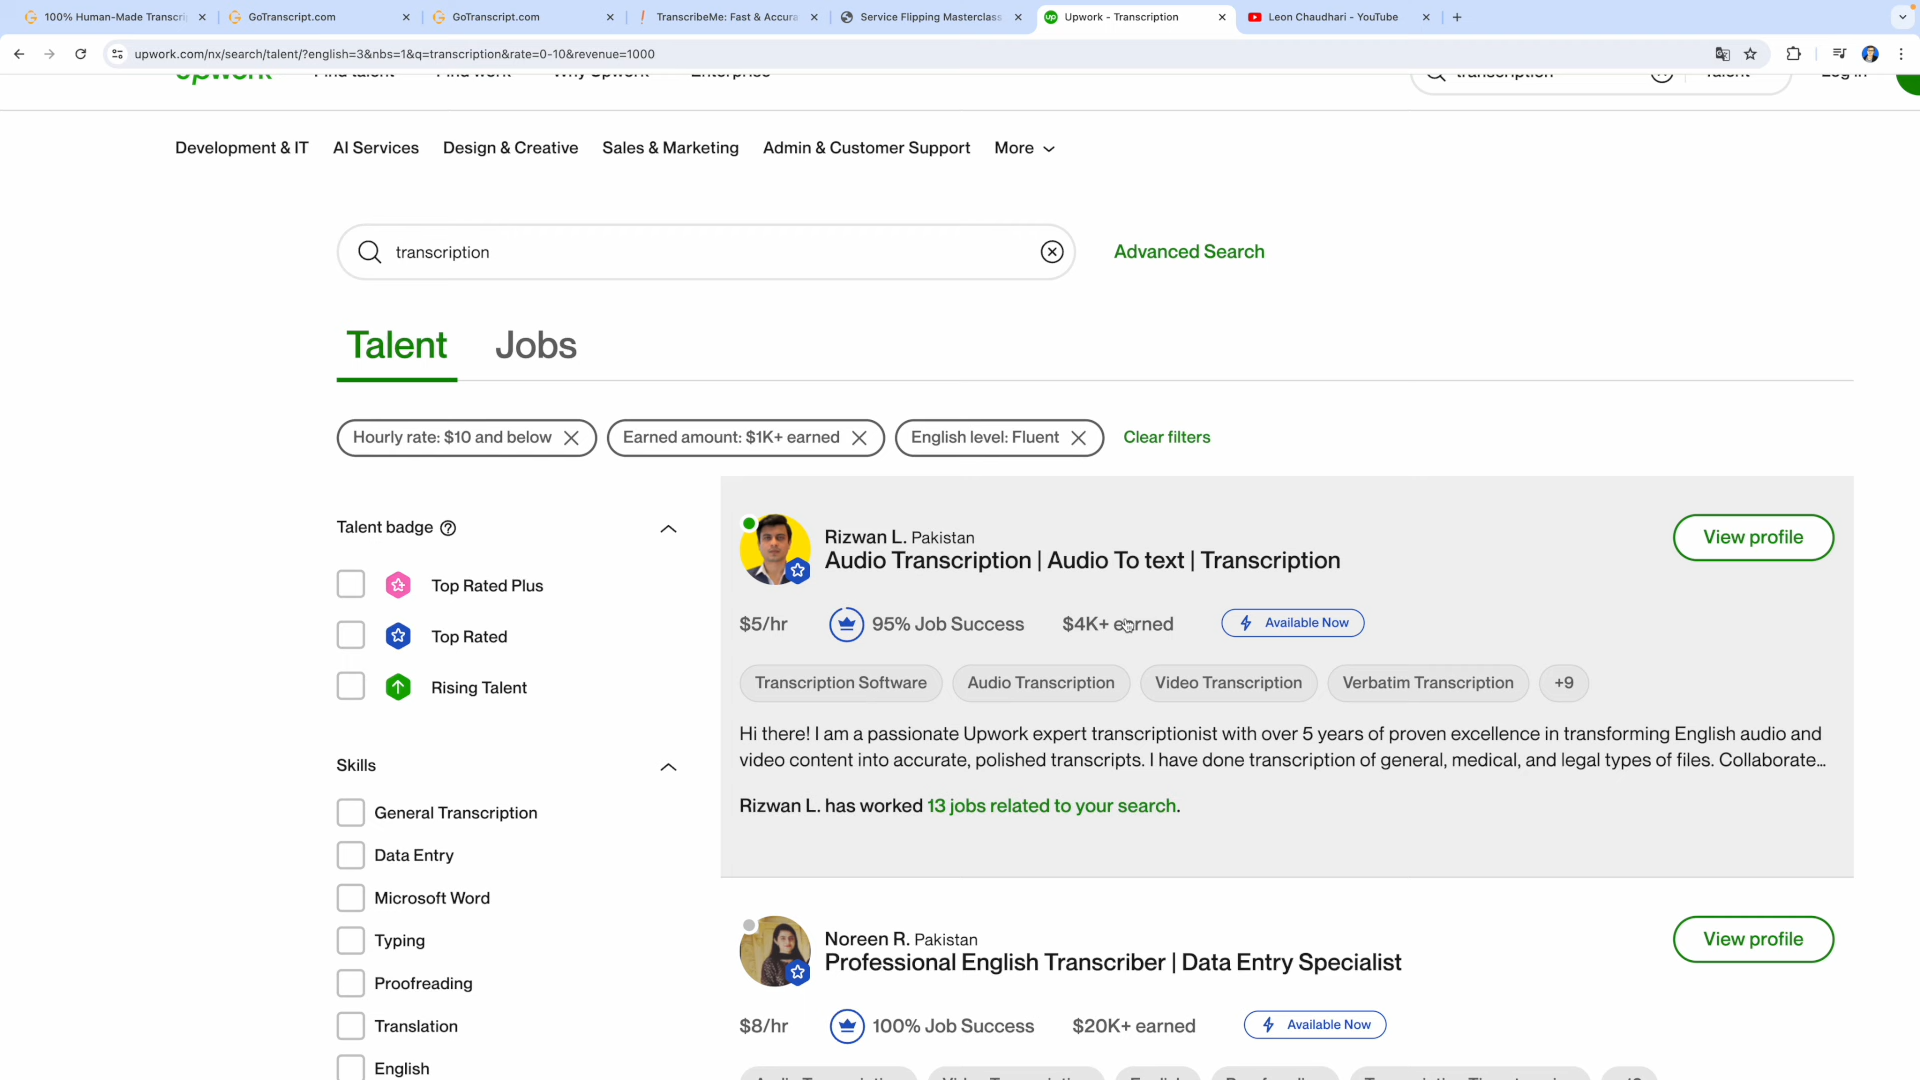 100% Human-Made Transcri
GoTranscript.com
GoTranscript.com
TranscribeMe: Fast & Accura
Service Flipping Masterclass
Upwork - Transcription
Leon Chaudhari - YouTube
upwork.com/nx/search/talent/?english=3&nbs=1&q=transcription&rate=0-10&revenue=1000
upwork Find talent Find work Why Upwork Enterprise transcription Talent Log in
Development & IT AI Services Design & Creative Sales & Marketing Admin & Customer Support More
transcription
Advanced Search
Talent Jobs
Hourly rate: $10 and below Earned amount: $1K+ earned English level: Fluent Clear filters
Talent badge
Top Rated Plus
Top Rated
Rising Talent
Skills
General Transcription
Data Entry
Microsoft Word
Typing
Proofreading
Translation
English
Rizwan L. Pakistan
Audio Transcription | Audio To text | Transcription
View profile
$5/hr 95% Job Success $4K+ earned Available Now
Transcription Software Audio Transcription Video Transcription Verbatim Transcription +9
Hi there! I am a passionate Upwork expert transcriptionist with over 5 years of proven excellence in transforming English audio and
video content into accurate, polished transcripts. I have done transcription of general, medical, and legal types of files. Collaborate...
Rizwan L. has worked 13 jobs related to your search.
Noreen R. Pakistan
Professional English Transcriber | Data Entry Specialist
View profile
$8/hr 100% Job Success $20K+ earned Available Now